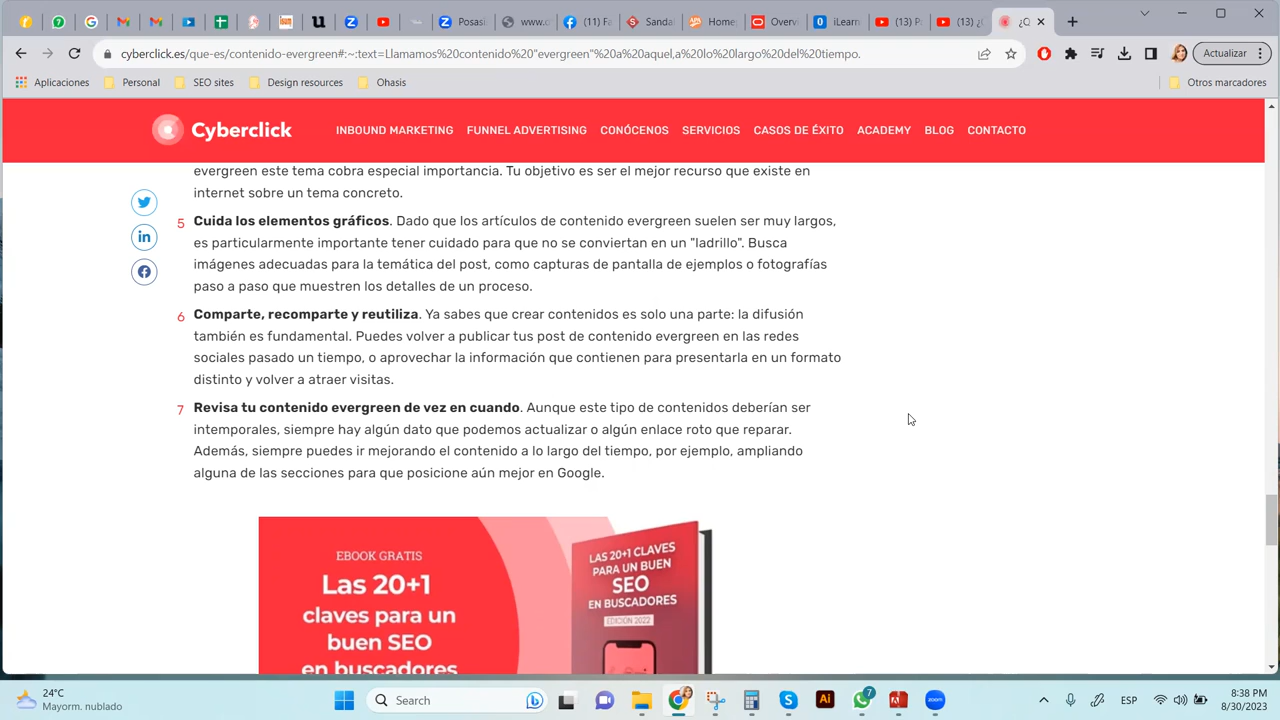 Posas
www.d
(11) Fa
Sandal
Home:
Overv
iLearn
(13) P
(13) ¿C
¿Q
cyberclick.es/que-es/contenido-evergreen#:~:text=Llamamos%20contenido%20"evergreen"%20a%20aquel,a%20lo%20largo%20del%20tiempo.
Actualizar
Aplicaciones Personal SEO sites Design resources Ohasis Otros marcadores
Cyberclick INBOUND MARKETING FUNNEL ADVERTISING CONÓCENOS SERVICIOS CASOS DE ÉXITO ACADEMY BLOG CONTACTO
evergreen este tema cobra especial importancia. Tu objetivo es ser el mejor recurso que existe en
internet sobre un tema concreto.
5 Cuida los elementos gráficos. Dado que los artículos de contenido evergreen suelen ser muy largos,
es particularmente importante tener cuidado para que no se conviertan en un "ladrillo". Busca
imágenes adecuadas para la temática del post, como capturas de pantalla de ejemplos o fotografías
paso a paso que muestren los detalles de un proceso.
6 Comparte, recomparte y reutiliza. Ya sabes que crear contenidos es solo una parte: la difusión
también es fundamental. Puedes volver a publicar tus post de contenido evergreen en las redes
sociales pasado un tiempo, o aprovechar la información que contienen para presentarla en un formato
distinto y volver a atraer visitas.
7 Revisa tu contenido evergreen de vez en cuando. Aunque este tipo de contenidos deberían ser
intemporales, siempre hay algún dato que podemos actualizar o algún enlace roto que reparar.
Además, siempre puedes ir mejorando el contenido a lo largo del tiempo, por ejemplo, ampliando
alguna de las secciones para que posicione aún mejor en Google.
EBOOK GRATIS
Las 20+1
claves para un
buen SEO
en buscadores
LAS 20+1 CLAVES
PARA UN BUEN
SEO
EN BUSCADORES
EDICIÓN 2022
24°C
Mayorm. nublado
Search
7
ESP
8:38 PM
8/30/2023